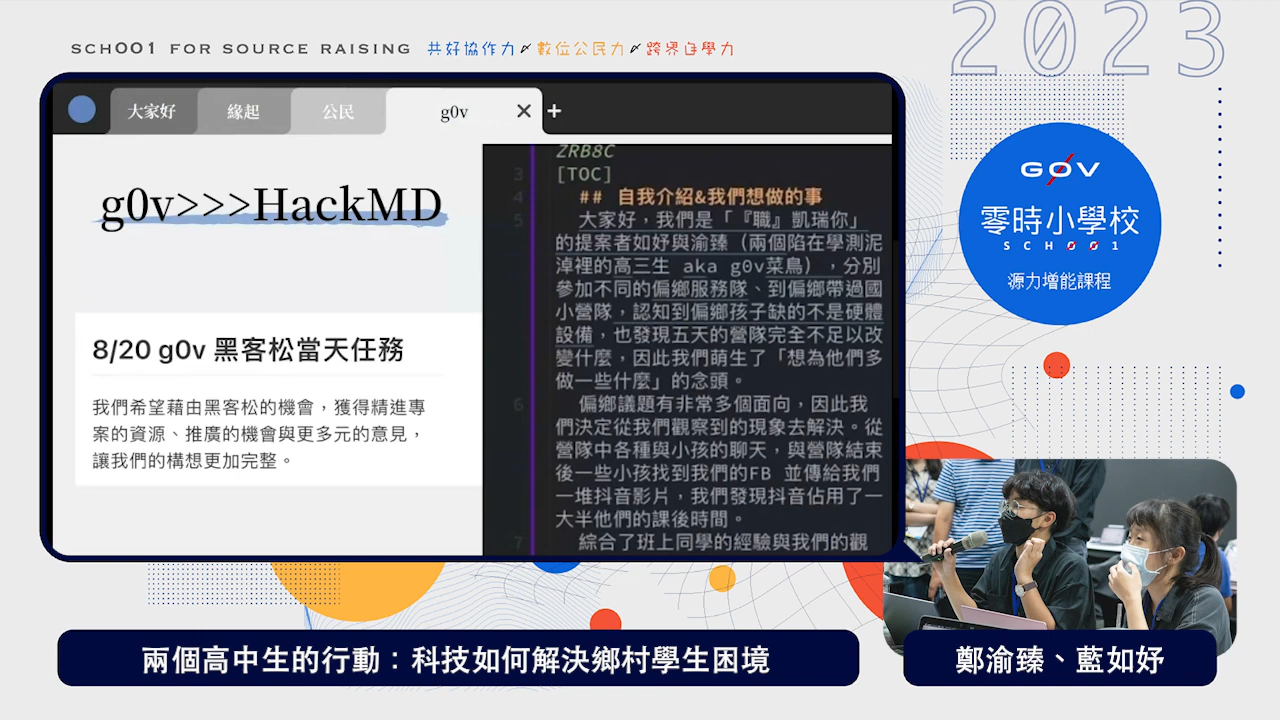 SCH001 FOR SOURCE RAISING 共好協作力 數位公民力 跨界自學力
2023
大家好
緣起
公民
g0v
g0v>>>HackMD
8/20 g0v 黑客松當天任務
我們希望藉由黑客松的機會，獲得精進專
案的資源、推廣的機會與更多元的意見，
讓我們的構想更加完整。
ZRB8C
3 [TOC]
4 ## 自我介紹&我們想做的事
5 大家好，我們是「『職』凱瑞你」
的提案者如妤與渝臻（兩個陷在學測泥
淖裡的高三生 aka g0v菜鳥），分別
參加不同的偏鄉服務隊、到偏鄉帶過國
小營隊，認知到偏鄉孩子缺的不是硬體
設備，也發現五天的營隊完全不足以改
變什麼，因此我們萌生了「想為他們多
做一些什麼」的念頭。
6 偏鄉議題有非常多個面向，因此我
們決定從我們觀察到的現象去解決。從
營隊中各種與小孩的聊天，與營隊結束
後一些小孩找到我們的FB 並傳給我們
一堆抖音影片，我們發現抖音佔用了一
大半他們的課後時間。
7 綜合了班上同學的經驗與我們的觀
G0V
零時小學校
SCH001
源力增能課程
兩個高中生的行動：科技如何解決鄉村學生困境
鄭渝臻、藍如妤